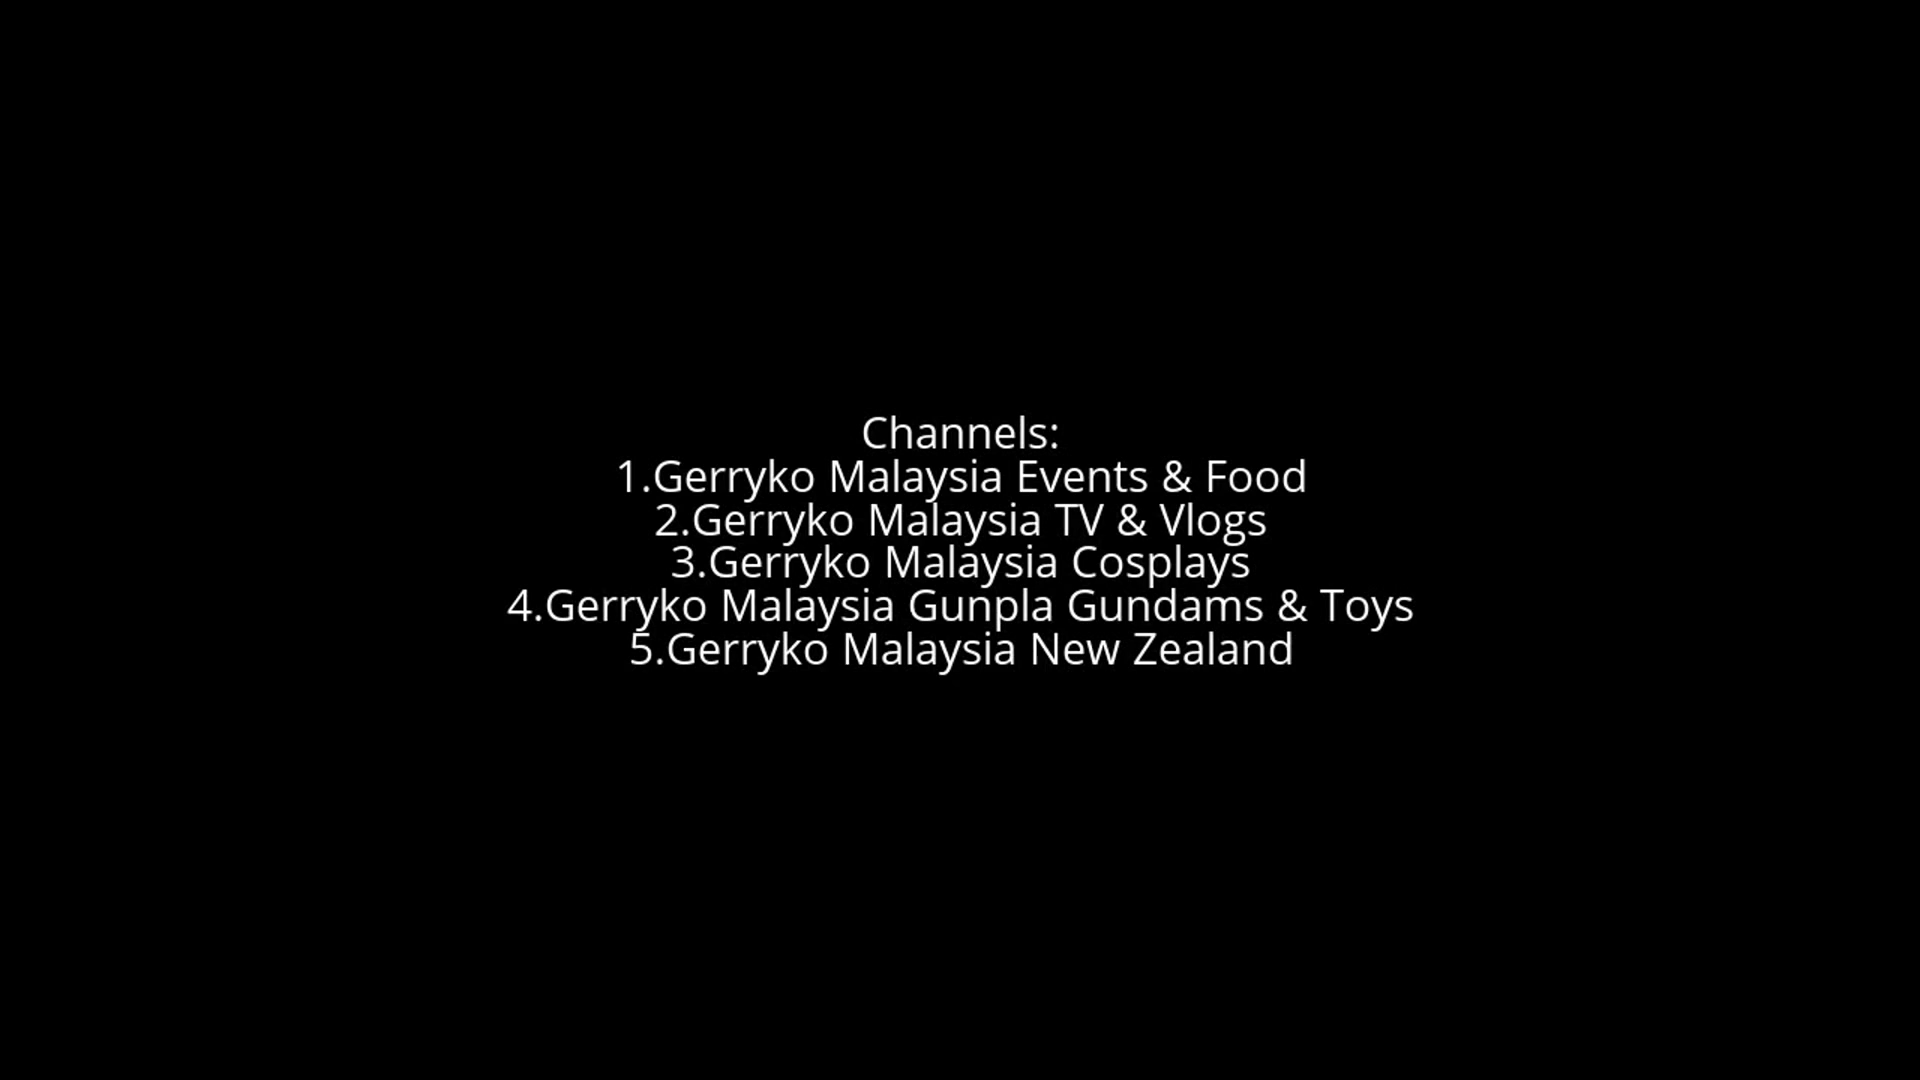 Channels:
1.Gerryko Malaysia Events & Food
2.Gerryko Malaysia TV & Vlogs
3.Gerryko Malaysia Cosplays
4.Gerryko Malaysia Gunpla Gundams & Toys
5.Gerryko Malaysia New Zealand